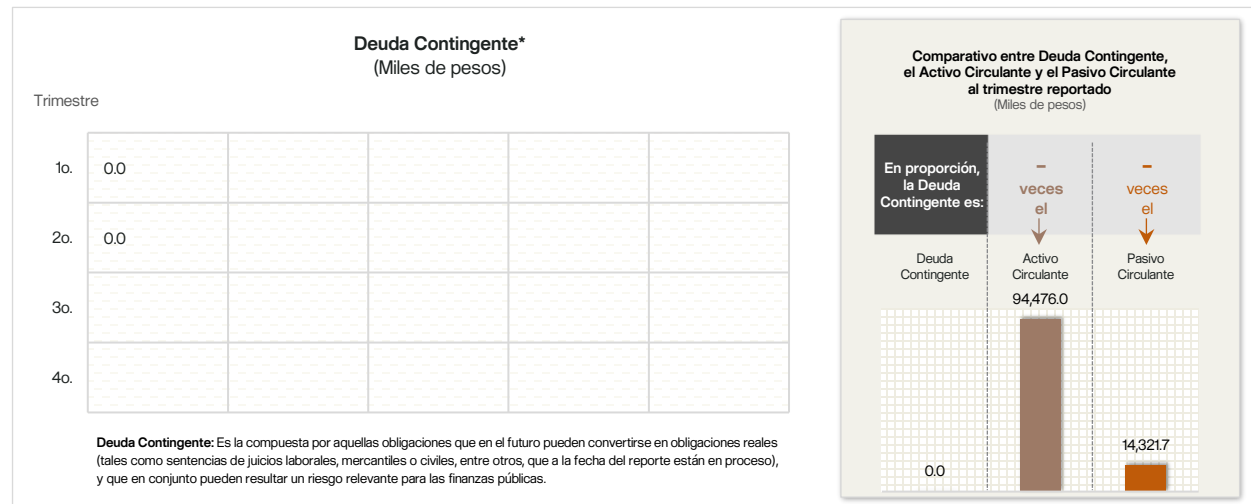 Deuda Contingente*
(Miles de pesos)
Trimestre
1o. 0.0
2o. 0.0
3o.
4o.
Deuda Contingente: Es la compuesta por aquellas obligaciones que en el futuro pueden convertirse en obligaciones reales
(tales como sentencias de juicios laborales, mercantiles o civiles, entre otros, que a la fecha del reporte están en proceso),
y que en conjunto pueden resultar un riesgo relevante para las finanzas públicas.
Comparativo entre Deuda Contingente,
el Activo Circulante y el Pasivo Circulante
al trimestre reportado
(Miles de pesos)
En proporción,
la Deuda
Contingente es:
–
veces
el
–
veces
el
Deuda
Contingente
Activo
Circulante
Pasivo
Circulante
94,476.0
14,321.7
0.0